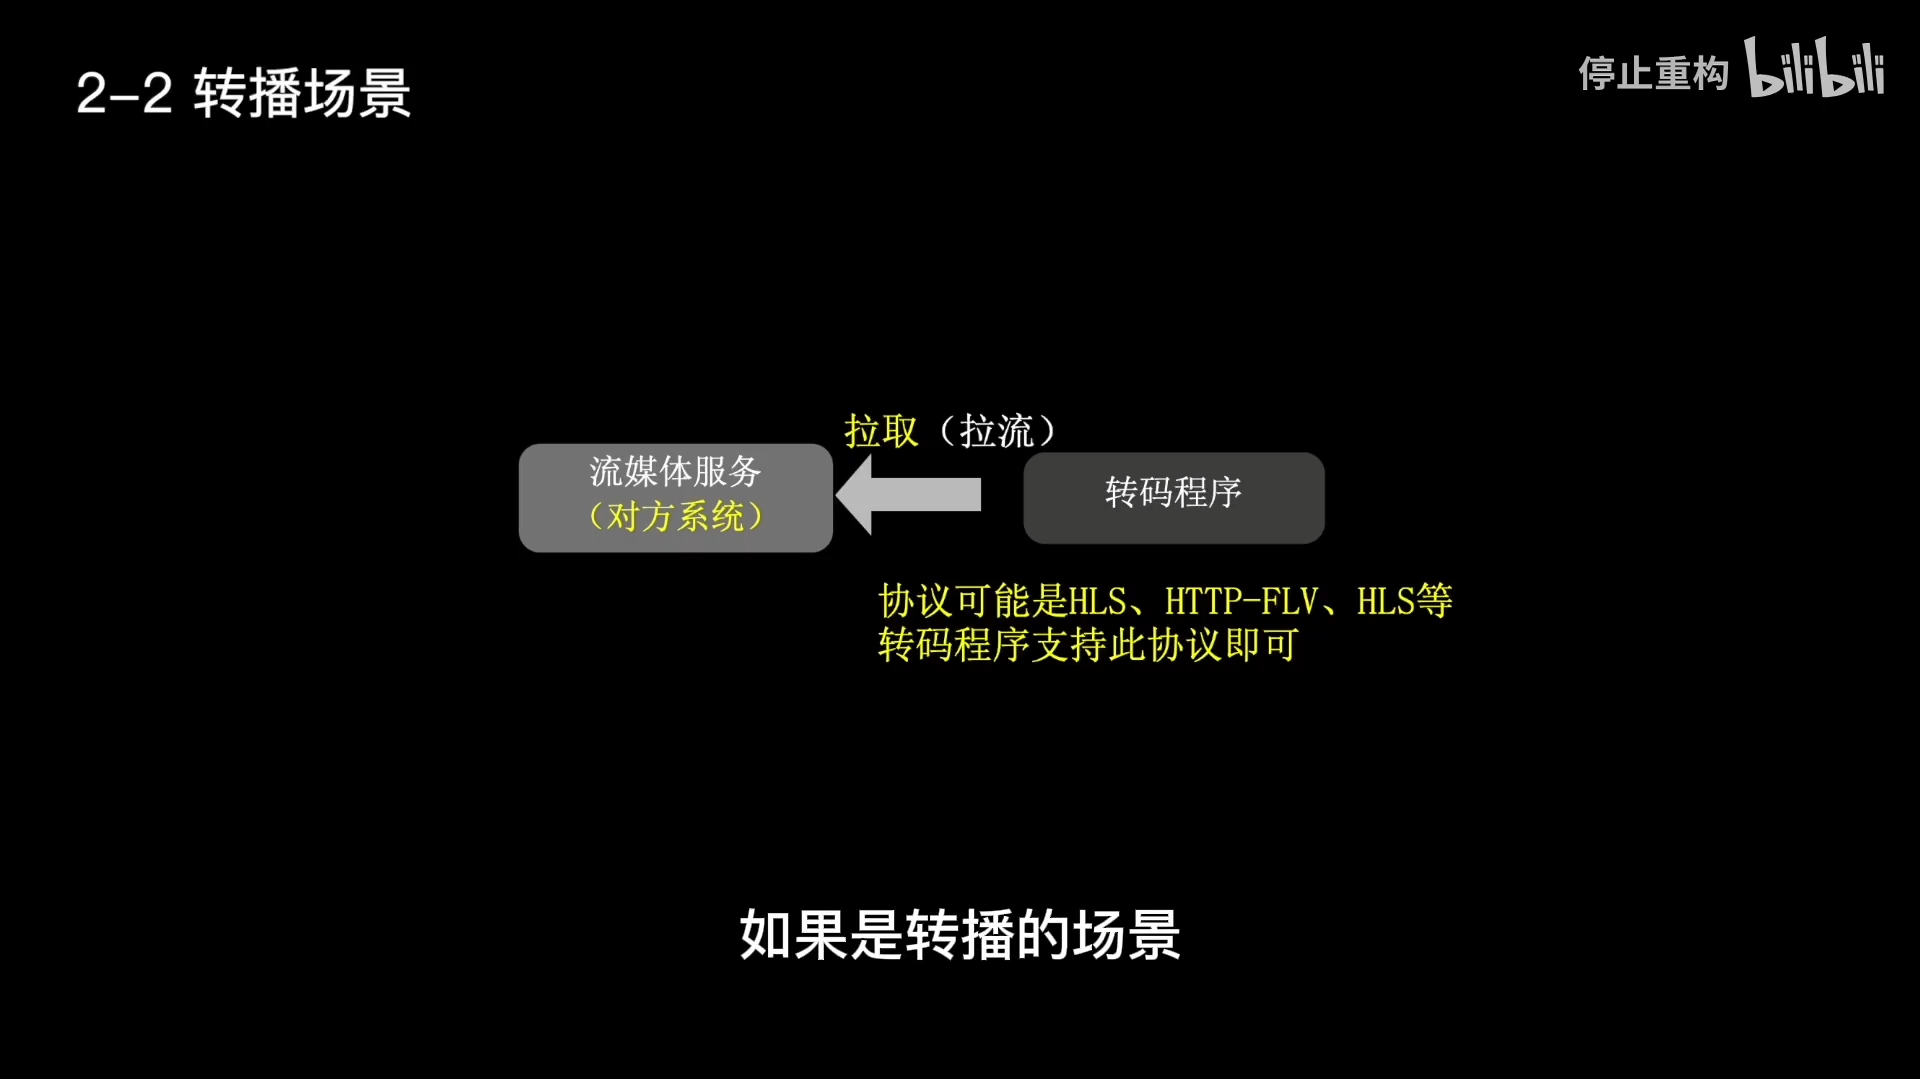 2-2 转播场景
停止重构 bilibili
拉取（拉流）
流媒体服务
（对方系统）
转码程序
协议可能是HLS、HTTP-FLV、HLS等
转码程序支持此协议即可
如果是转播的场景